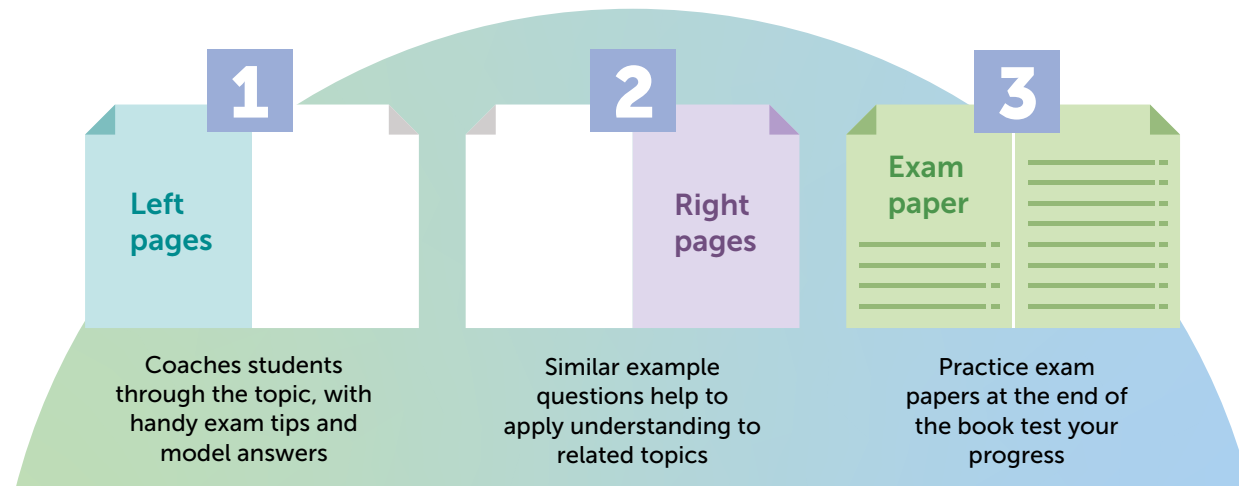 1
Left
pages
Coaches students
through the topic, with
handy exam tips and
model answers
2
Right
pages
Similar example
questions help to
apply understanding to
related topics
3
Exam
paper
Practice exam
papers at the end of
the book test your
progress